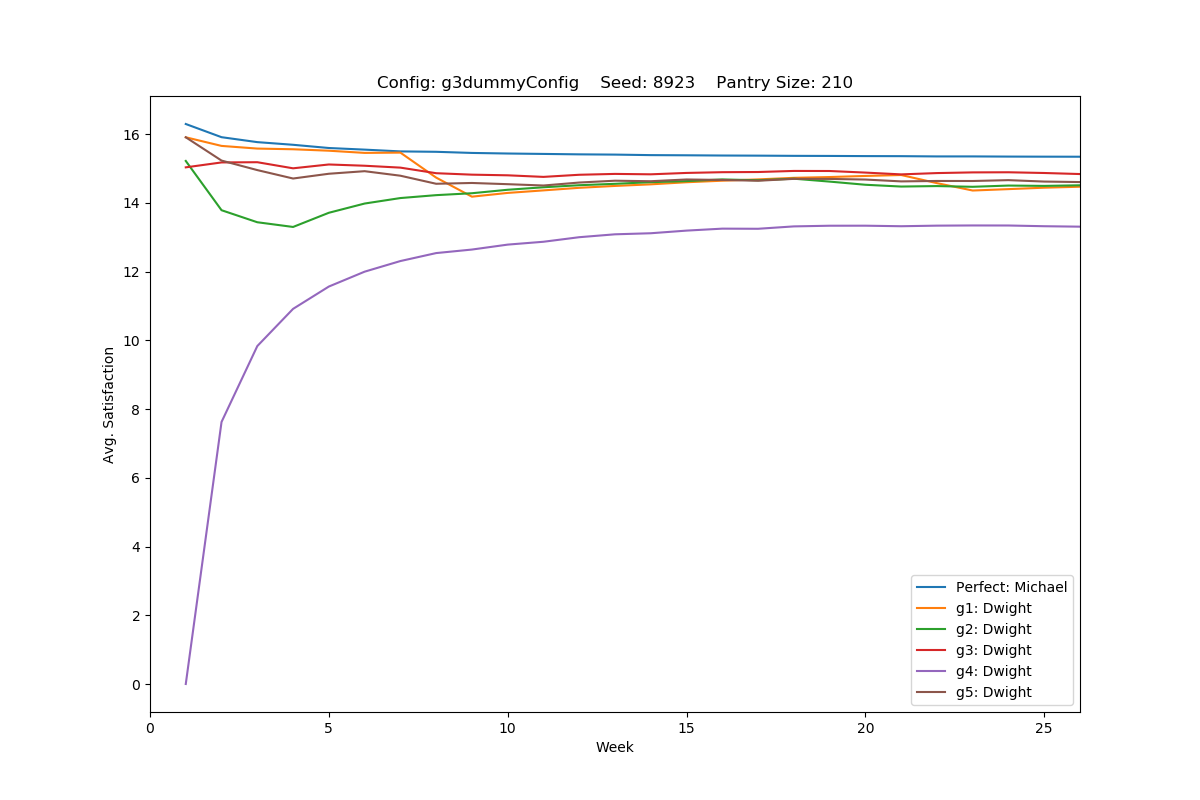 Config: g3dummyConfig    Seed: 8923    Pantry Size: 210
16
14
12
10
8
6
4
2
0
Avg. Satisfaction
0 5 10 15 20 25
Week
Perfect: Michael
g1: Dwight
g2: Dwight
g3: Dwight
g4: Dwight
g5: Dwight